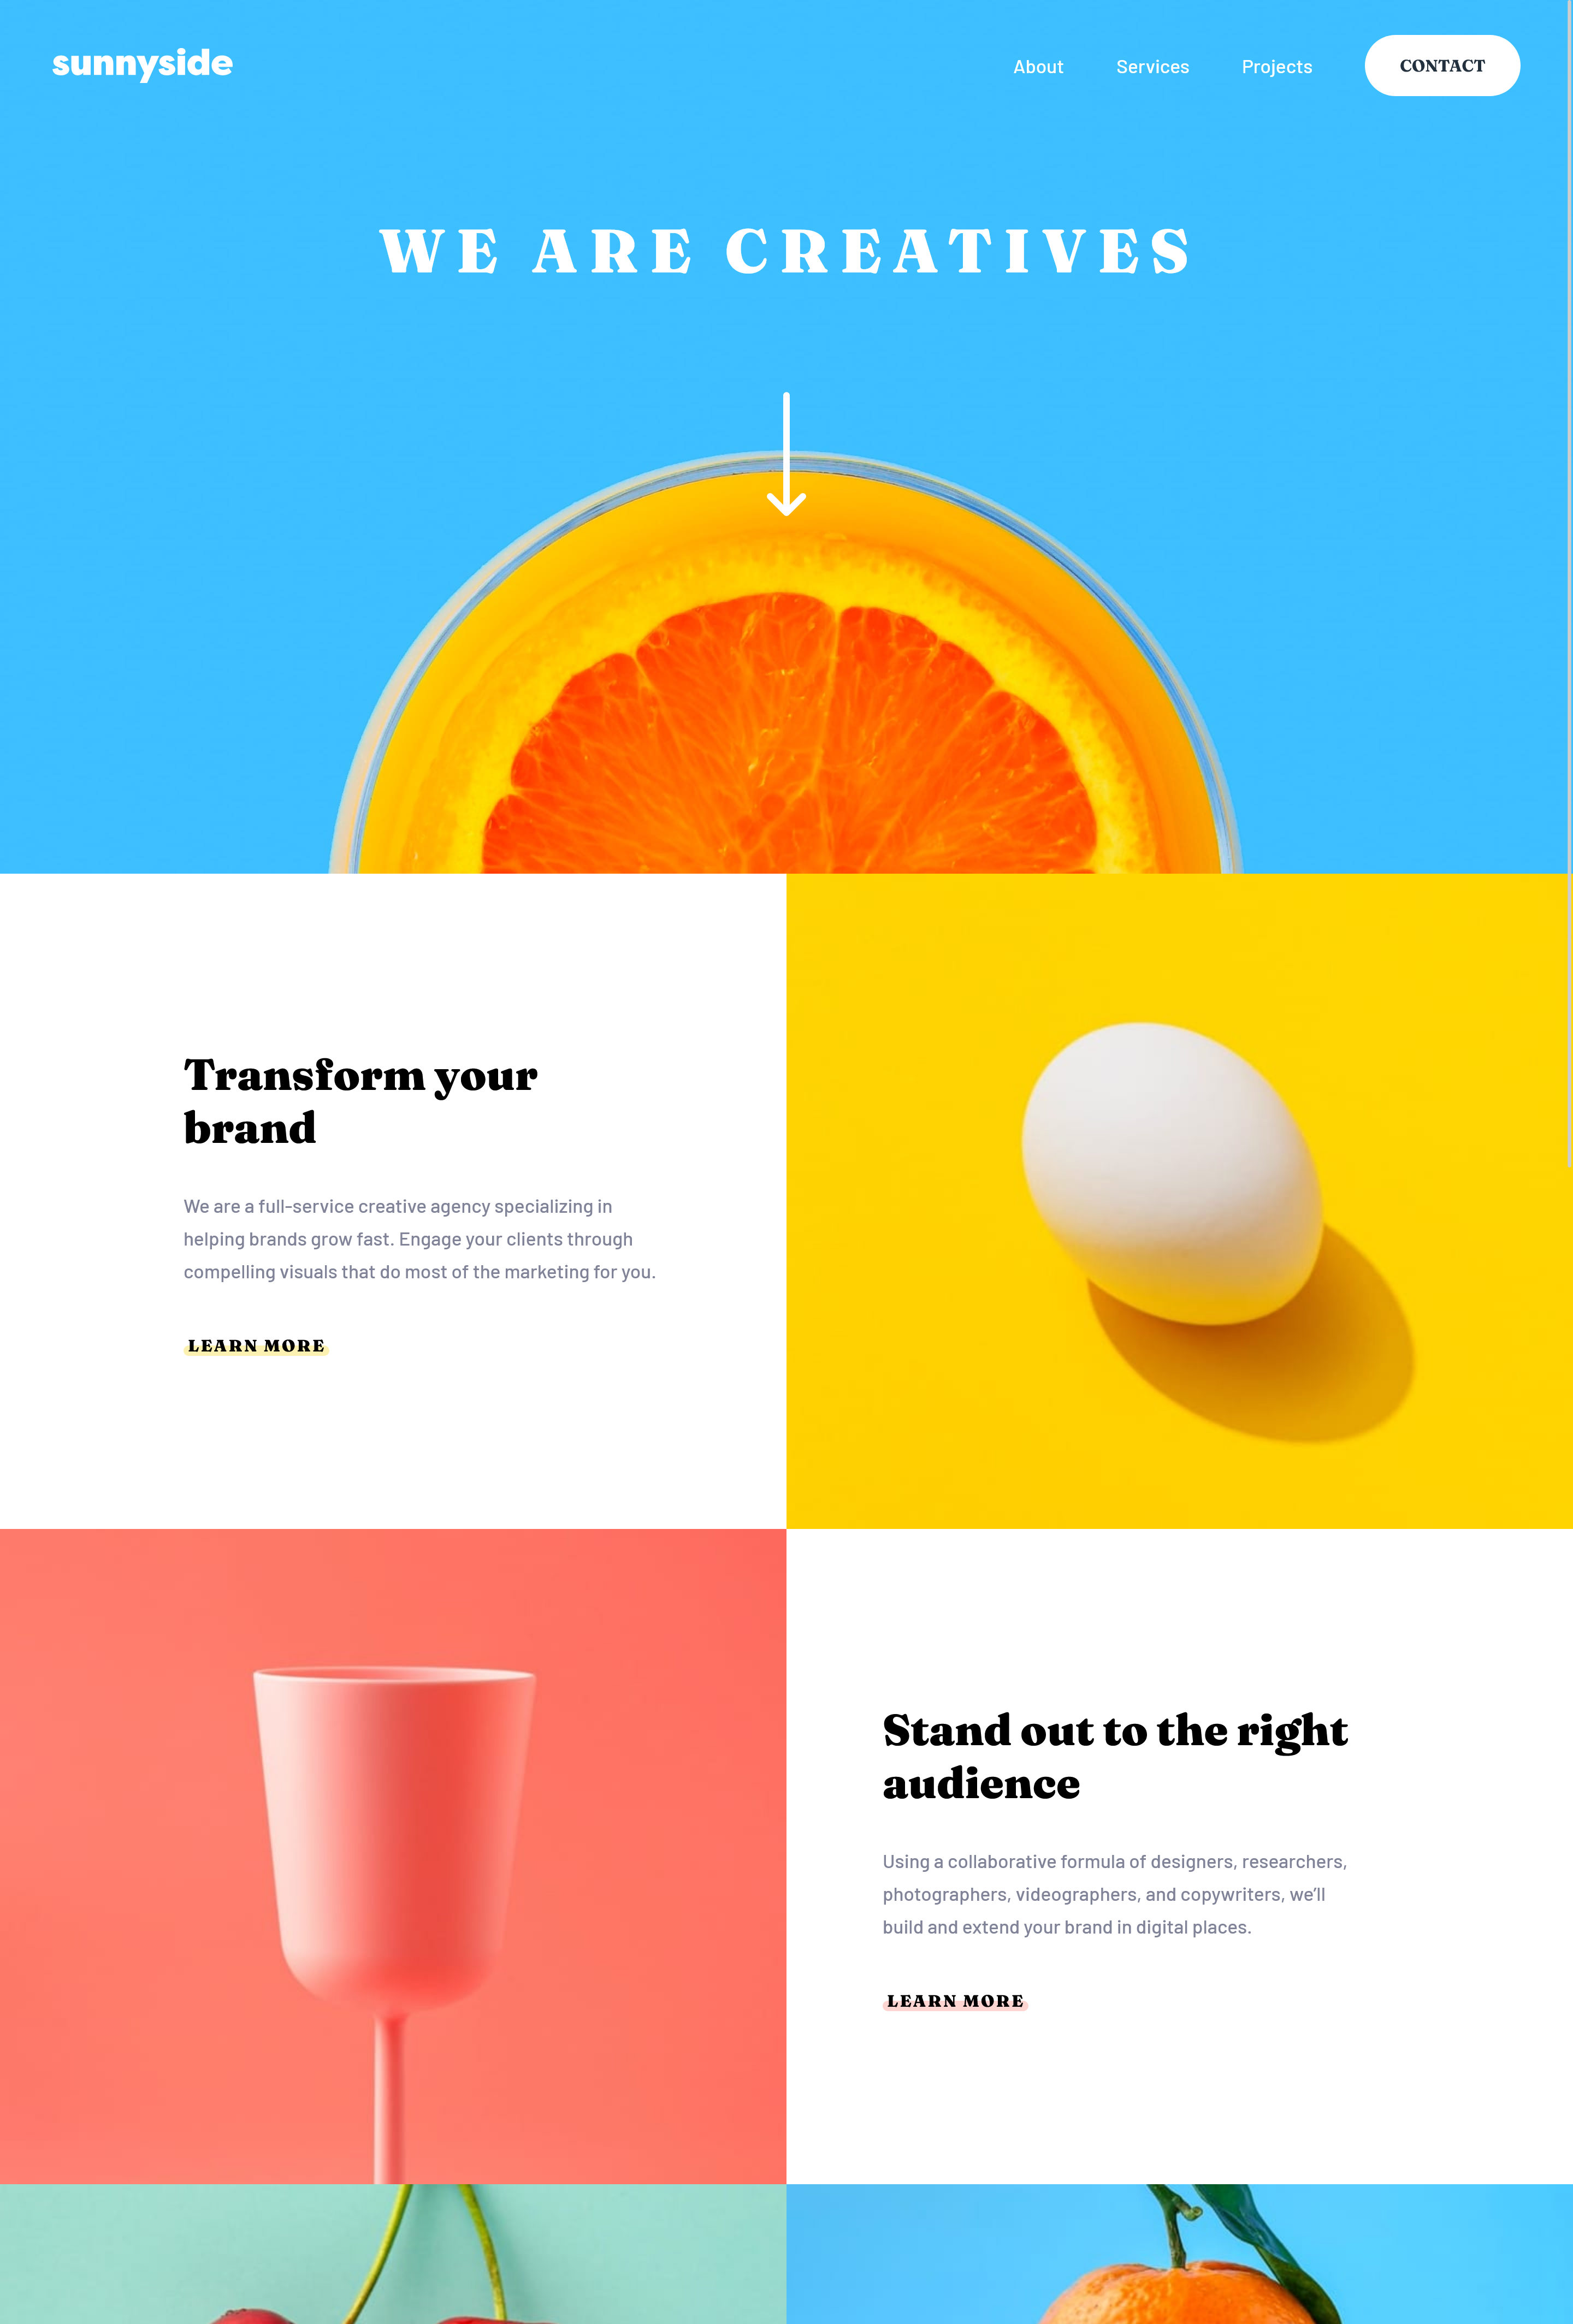 sunnyside
About Services Projects CONTACT
WE ARE CREATIVES
Transform your
brand
We are a full-service creative agency specializing in
helping brands grow fast. Engage your clients through
compelling visuals that do most of the marketing for you.
LEARN MORE
Stand out to the right
audience
Using a collaborative formula of designers, researchers,
photographers, videographers, and copywriters, we’ll
build and extend your brand in digital places.
LEARN MORE